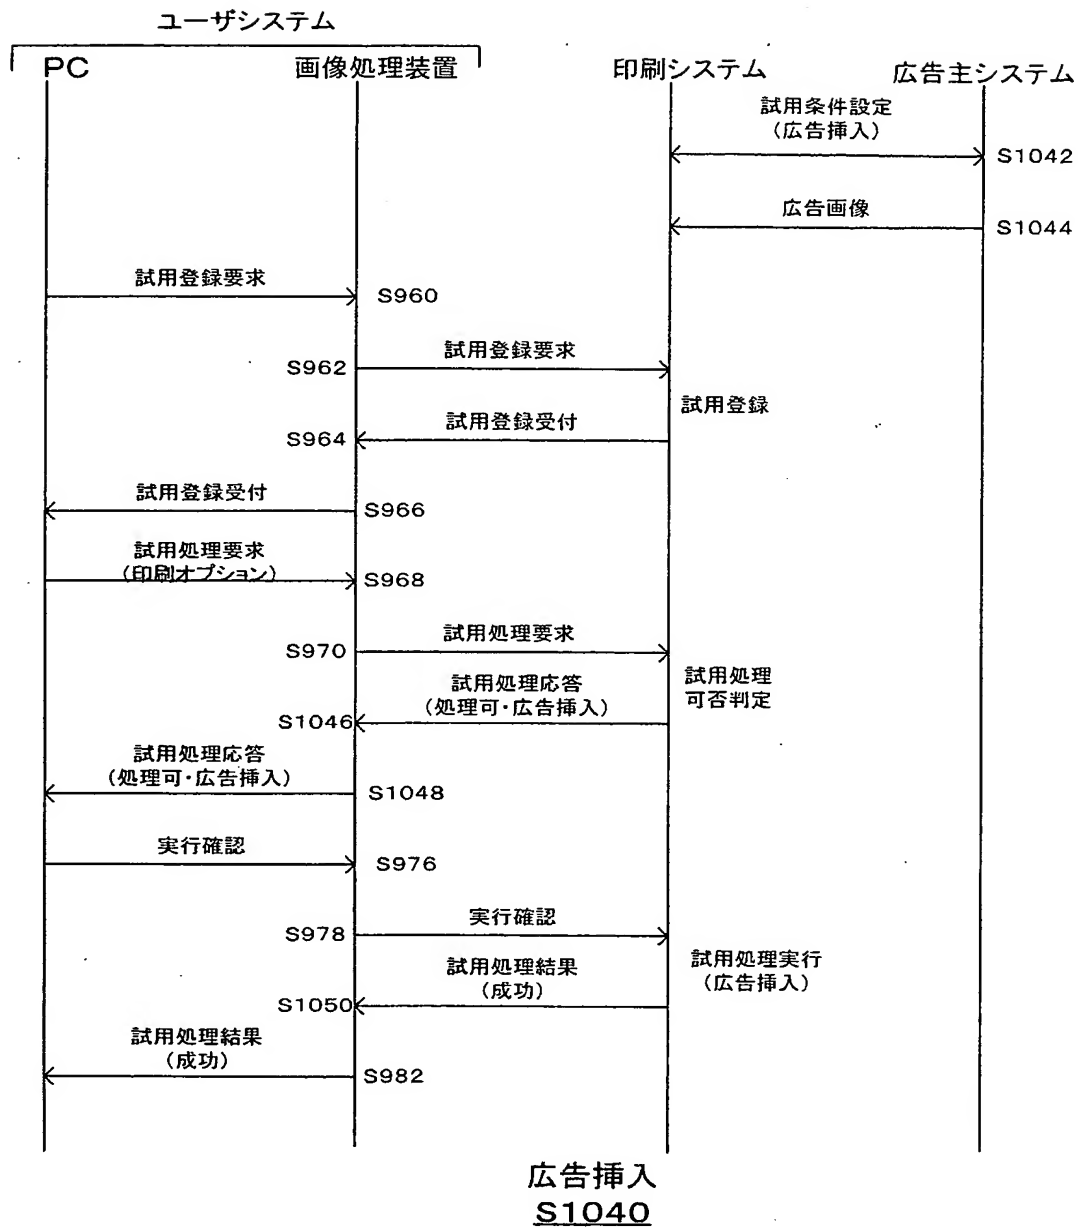 ユーザシステム
PC
画像処理装置
印刷システム
広告主システム
試用条件設定
(広告挿入)
S1042
広告画像
S1044
試用登録要求
S960
S962
試用登録要求
試用登録
S964
試用登録受付
試用登録受付
S966
試用処理要求
(印刷オプション)
S968
S970
試用処理要求
試用処理
可否判定
試用処理応答
(処理可・広告挿入)
S1046
試用処理応答
(処理可・広告挿入)
S1048
実行確認
S976
S978
実行確認
試用処理実行
(広告挿入)
試用処理結果
(成功)
S1050
試用処理結果
(成功)
S982
広告挿入
S1040